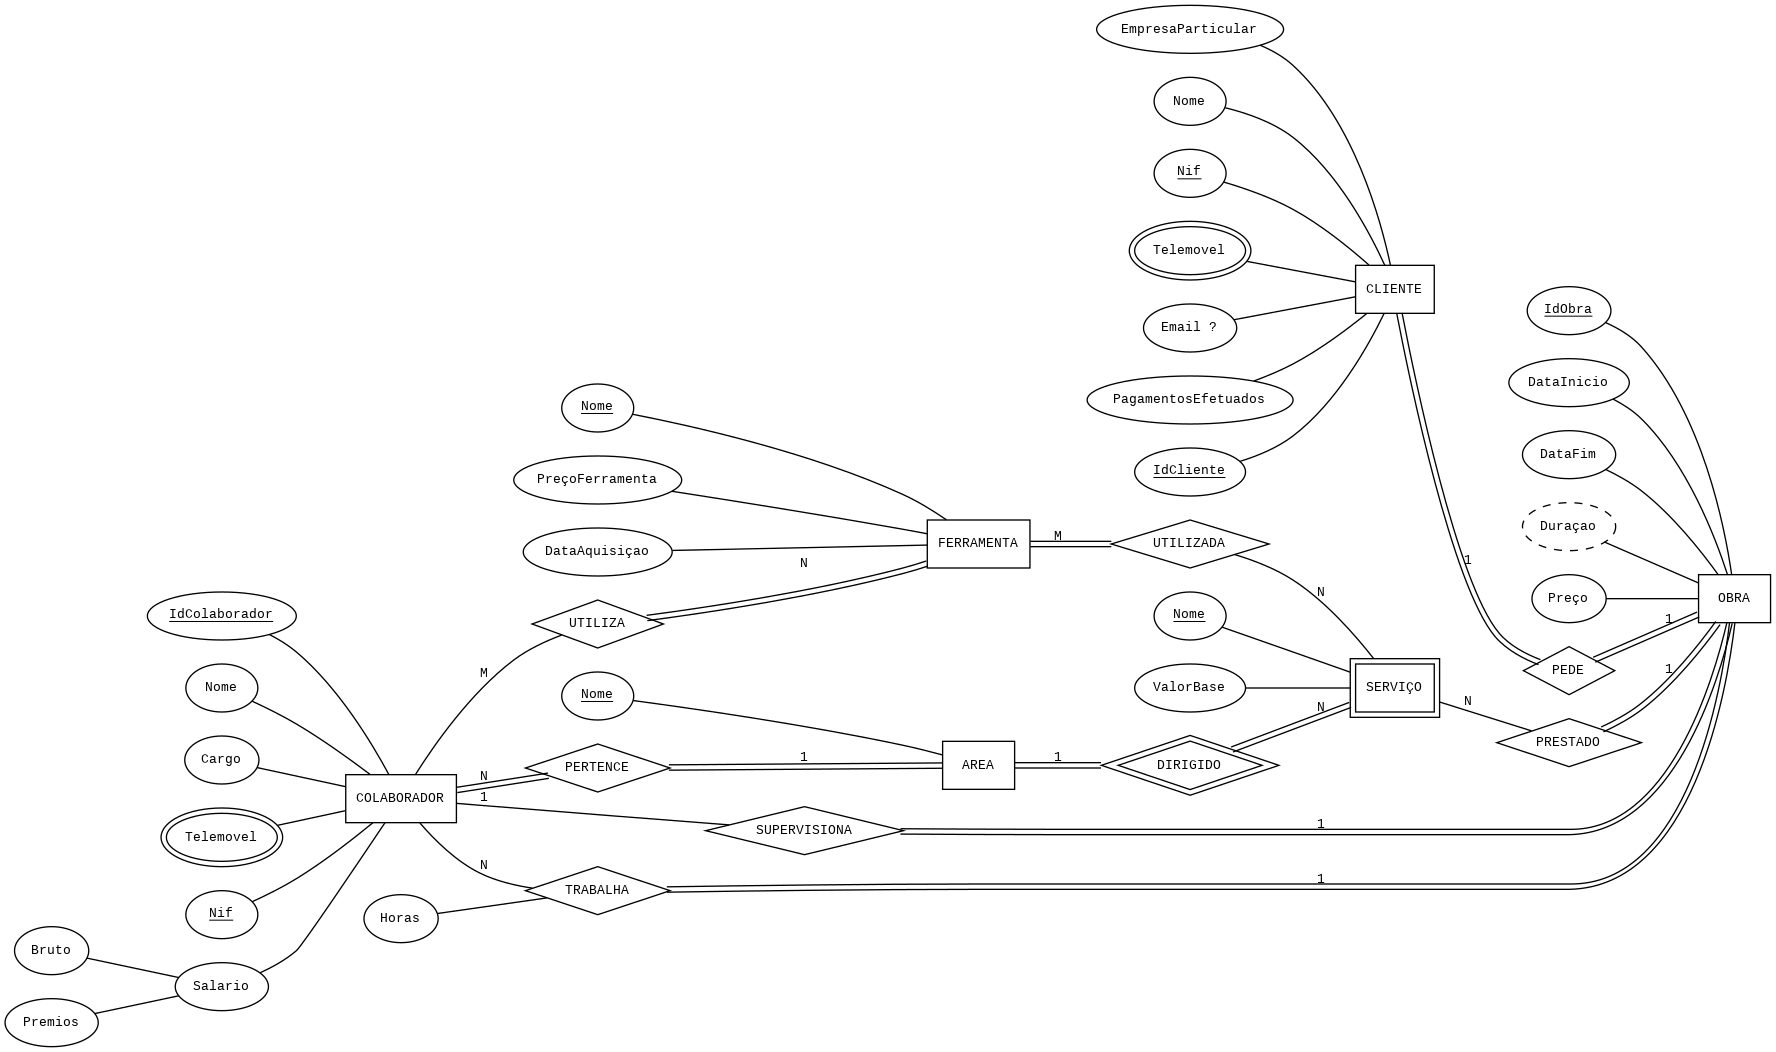 EmpresaParticular
Nome
Nif
Telemovel
Email ?
PagamentosEfetuados
IdCliente
CLIENTE
IdObra
DataInicio
DataFim
Duraçao
Preço
OBRA
1
PEDE
1
1
PRESTADO
N
Nome
PreçoFerramenta
DataAquisiçao
FERRAMENTA
M
UTILIZADA
N
N
UTILIZA
M
Nome
ValorBase
SERVIÇO
N
Nome
AREA
1
DIRIGIDO
IdColaborador
Nome
Cargo
Telemovel
Nif
Salario
Bruto
Premios
COLABORADOR
N
PERTENCE
1
1
SUPERVISIONA
1
N
TRABALHA
1
Horas